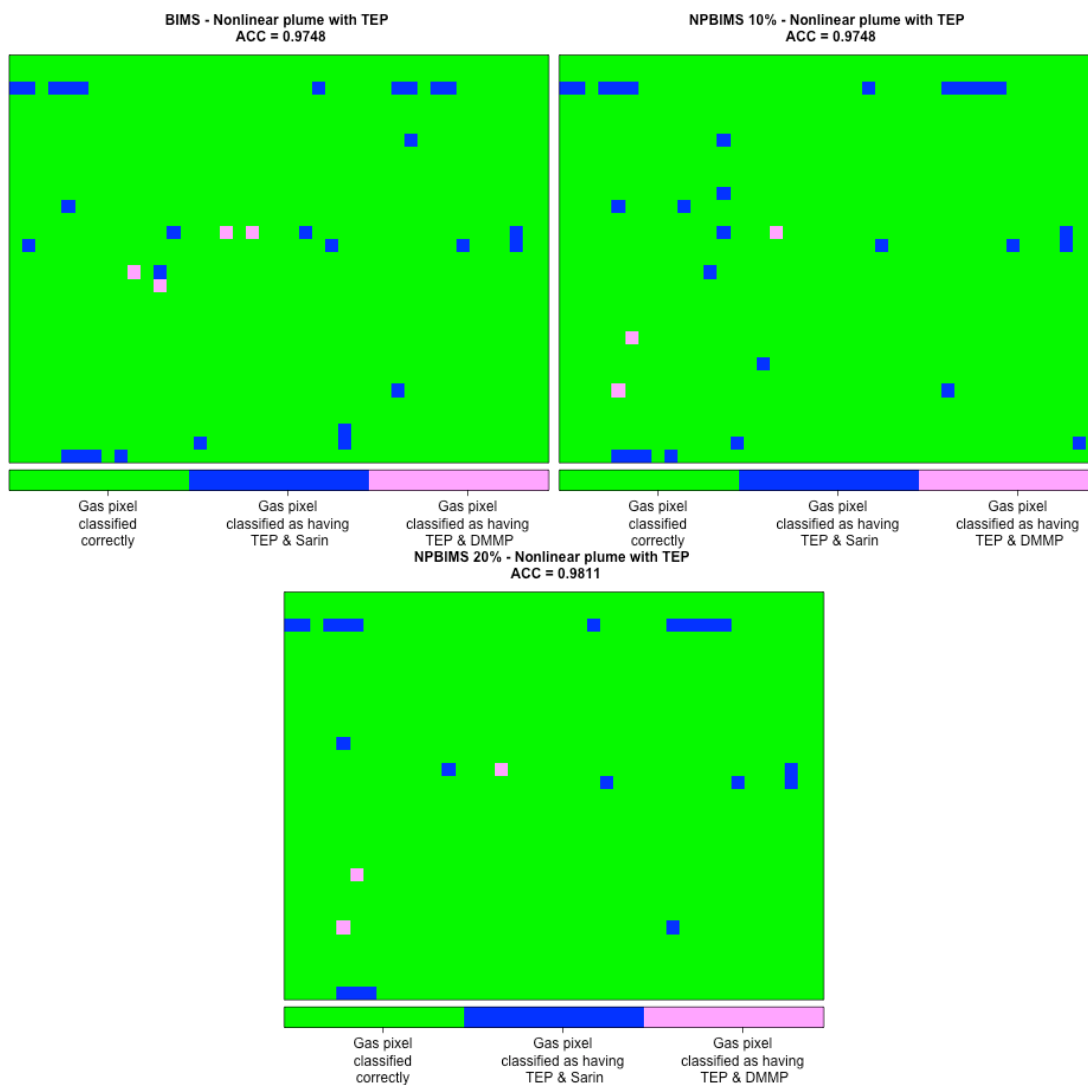 BIMS - Nonlinear plume with TEP
ACC = 0.9748
Gas pixel
classified
correctly
Gas pixel
classified as having
TEP & Sarin
Gas pixel
classified as having
TEP & DMMP
NPBIMS 10% - Nonlinear plume with TEP
ACC = 0.9748
Gas pixel
classified
correctly
Gas pixel
classified as having
TEP & Sarin
Gas pixel
classified as having
TEP & DMMP
NPBIMS 20% - Nonlinear plume with TEP
ACC = 0.9811
Gas pixel
classified
correctly
Gas pixel
classified as having
TEP & Sarin
Gas pixel
classified as having
TEP & DMMP